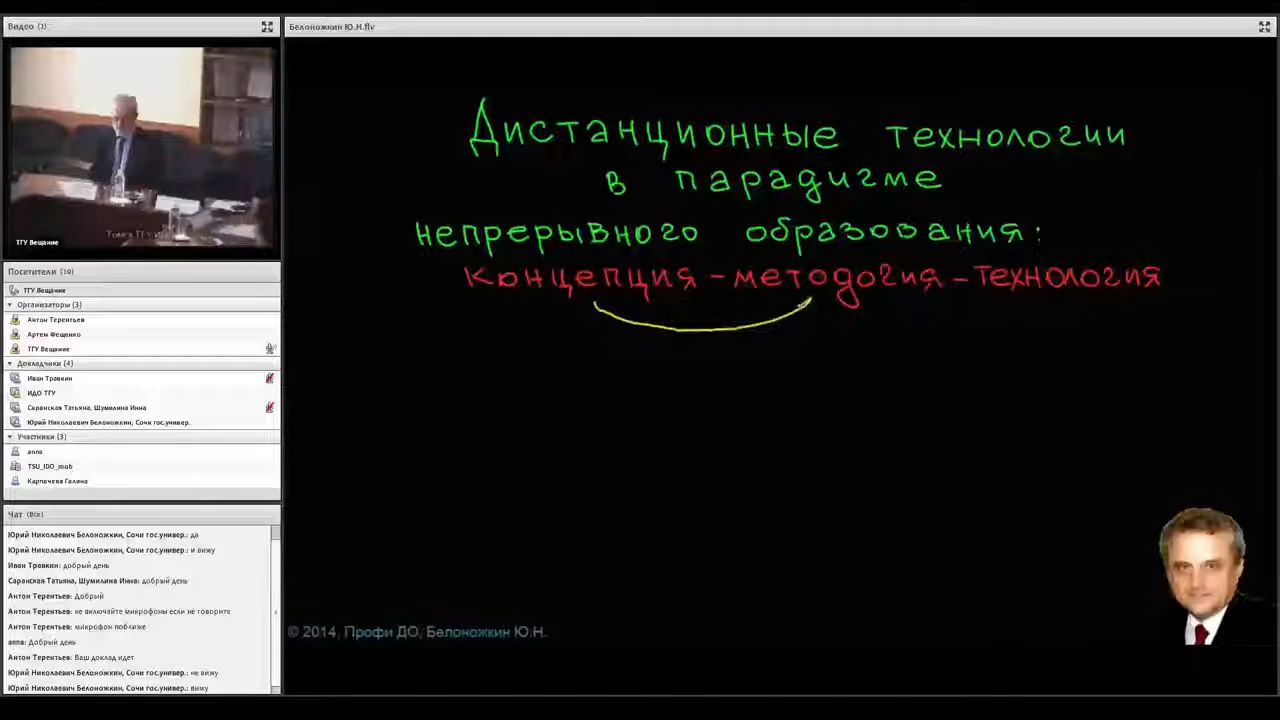 Видео (1)
ТГУ Вещание
Посетители (10)
ТГУ Вещание
Организаторы (3)
Антон Терентьев
Артем Фещенко
ТГУ Вещание
Докладчики (4)
Иван Травкин
ИДО ТГУ
Саранская Татьяна, Шумилина Инна
Юрий Николаевич Белоножкин, Сочи гос.универ.
Участники (3)
anna
TSU_IDO_mob
Карпачева Галина
Чат (Все)
Юрий Николаевич Белоножкин, Сочи гос.универ.: да
Юрий Николаевич Белоножкин, Сочи гос.универ.: и вижу
Иван Травкин: добрый день
Саранская Татьяна, Шумилина Инна: добрый день
Антон Терентьев: Добрый
Антон Терентьев: не включайте микрофоны если не говорите
Антон Терентьев: микрофон поближе
anna: Добрый день
Антон Терентьев: Ваш доклад идет
Юрий Николаевич Белоножкин, Сочи гос.универ.: не вижу
Юрий Николаевич Белоножкин, Сочи гос.универ.: вижу
Белоножкин Ю.Н.flv
Дистанционные технологии
в парадигме
непрерывного образования:
концепция - методогия - технология
© 2014, Профи ДО, Белоножкин Ю.Н.